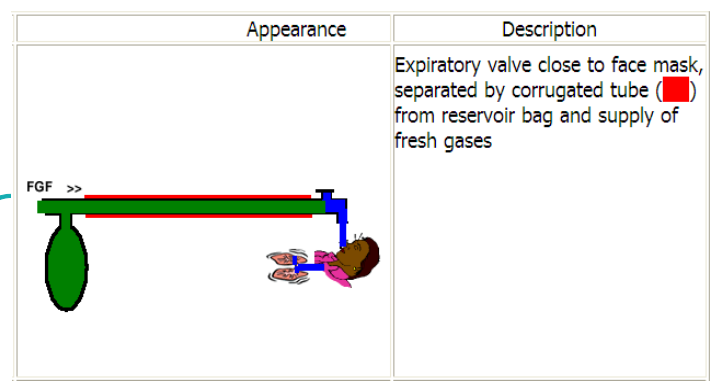 Appearance
Description
Expiratory valve close to face mask,
separated by corrugated tube ( )
from reservoir bag and supply of
fresh gases
FGF >>